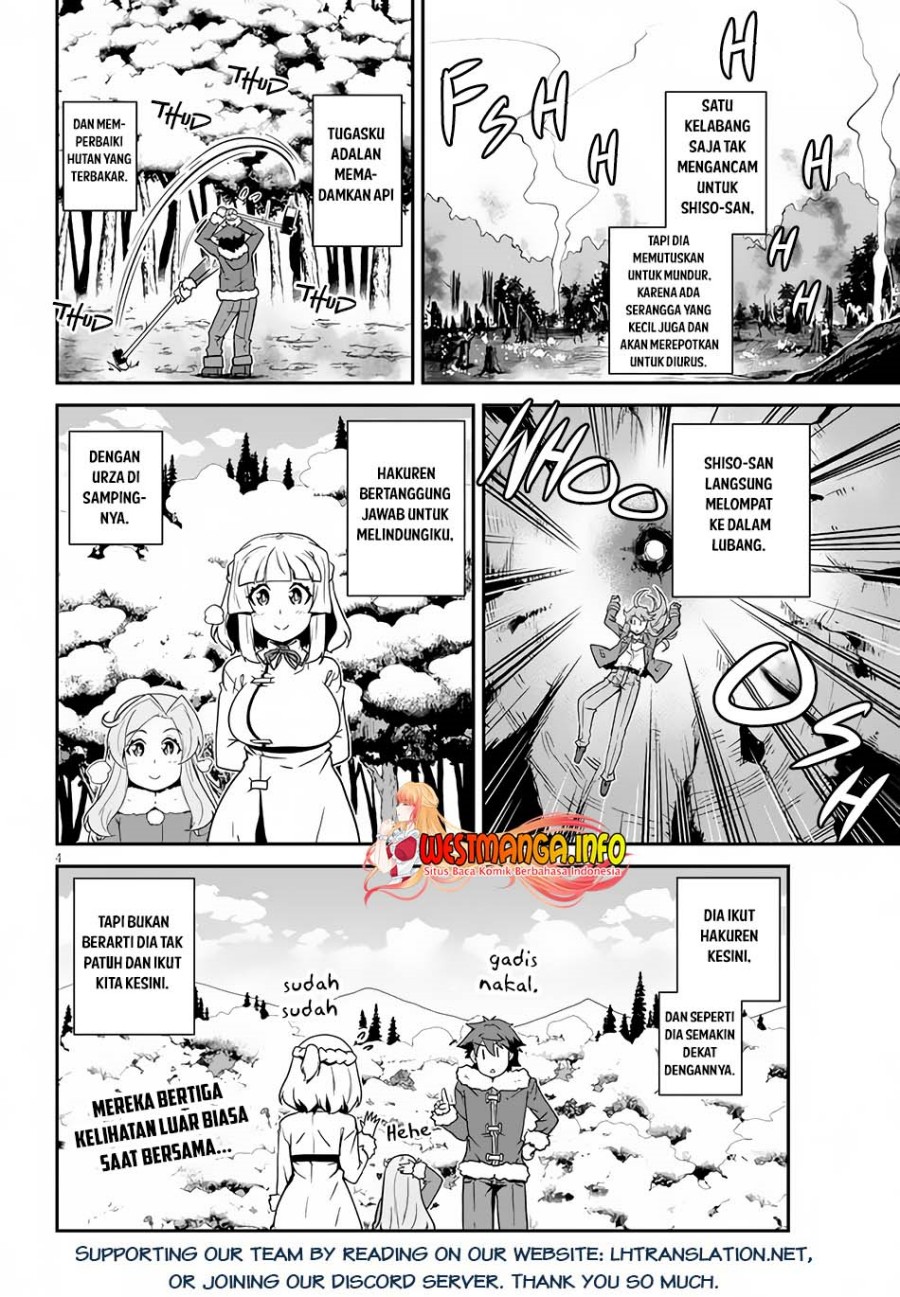 FSHHHHHH
SATU
KELABANG
SAJA TAK
MENGANCAM
UNTUK
SHISO-SAN.
TAPI DIA
MEMUTUSKAN
UNTUK MUNDUR,
KARENA ADA
SERANGGA YANG
KECIL JUGA DAN
AKAN MEREPOTKAN
UNTUK DIURUS.
THUD
THUD
TUGASKU
ADALAN
MEMA-
DAMKAN API
DAN MEM-
PERBAIKI
HUTAN YANG
TERBAKAR.
THUD
THUD
WHOOOOSH
SHISO-SAN
LANGSUNG
MELOMPAT
KE DALAM
LUBANG.
HAKUREN
BERTANGGUNG
JAWAB UNTUK
MELINDUNGIKU.
DENGAN
URZA DI
SAMPING-
NYA.
4
WESTMANGA.INFO
Situs Baca Komik Berbahasa Indonesia
DIA IKUT
HAKUREN
KESINI.
DAN SEPERTI
DIA SEMAKIN
DEKAT
DENGANNYA.
gadis
nakal.
sudah
sudah
Hehe
TAPI BUKAN
BERARTI DIA TAK
PATUH DAN IKUT
KITA KESINI.
MEREKA BERTIGA
KELIHATAN LUAR BIASA
SAAT BERSAMA...
SUPPORTING OUR TEAM BY READING ON OUR WEBSITE: LHTRANSLATION.NET,
OR JOINING OUR DISCORD SERVER. THANK YOU SO MUCH.